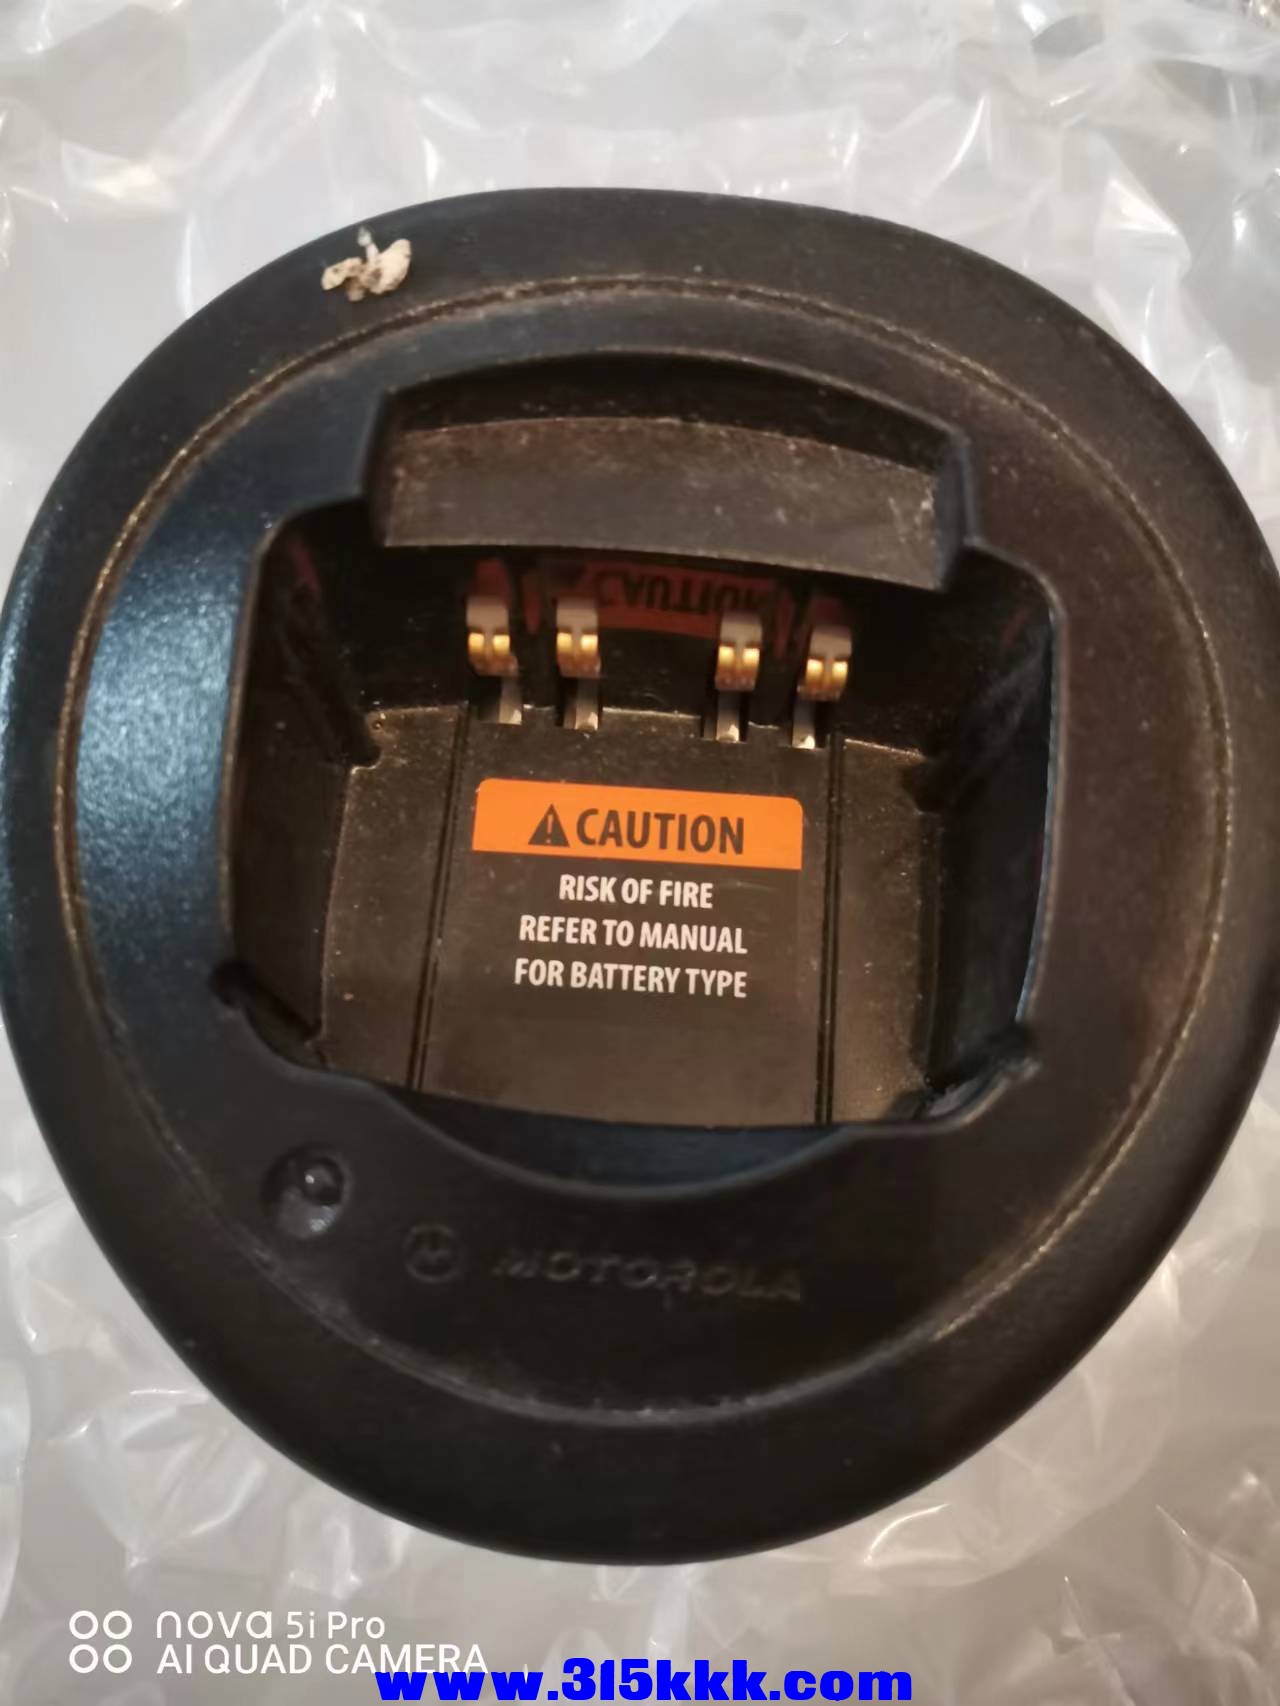 CAUTION
CAUTION
RISK OF FIRE
REFER TO MANUAL
FOR BATTERY TYPE
MOTOROLA
nova 5i Pro
AI QUAD CAMERA
www.315kkk.com